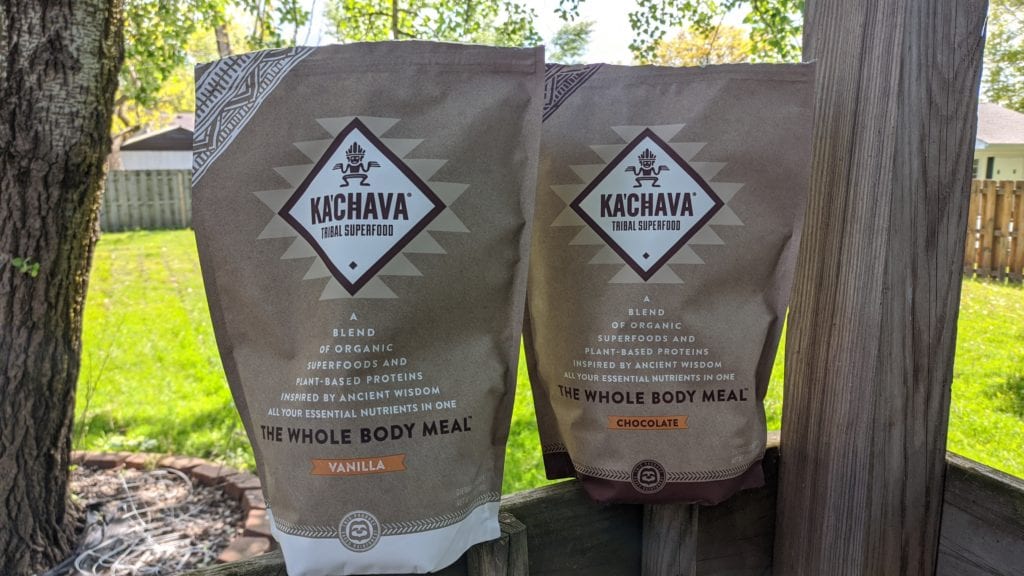 KA'CHAVA®
TRIBAL SUPERFOOD
A
BLEND
OF ORGANIC
SUPERFOODS AND
PLANT-BASED PROTEINS
INSPIRED BY ANCIENT WISDOM
ALL YOUR ESSENTIAL NUTRIENTS IN ONE
THE WHOLE BODY MEAL™
VANILLA
KA'CHAVA®
TRIBAL SUPERFOOD
A
BLEND
OF ORGANIC
SUPERFOODS AND
PLANT-BASED PROTEINS
INSPIRED BY ANCIENT WISDOM
ALL YOUR ESSENTIAL NUTRIENTS IN ONE
THE WHOLE BODY MEAL™
CHOCOLATE